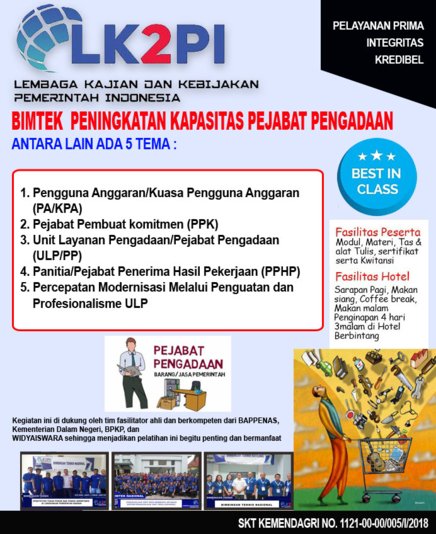 LK2PI
LEMBAGA KAJIAN DAN KEBIJAKAN
PEMERINTAH INDONESIA
PELAYANAN PRIMA
INTEGRITAS
KREDIBEL
BIMTEK PENINGKATAN KAPASITAS PEJABAT PENGADAAN
ANTARA LAIN ADA 5 TEMA :
BEST IN
CLASS
1. Pengguna Anggaran/Kuasa Pengguna Anggaran
(PA/KPA)
2. Pejabat Pembuat komitmen (PPK)
3. Unit Layanan Pengadaan/Pejabat Pengadaan
(ULP/PP)
4. Panitia/Pejabat Penerima Hasil Pekerjaan (PPHP)
5. Percepatan Modernisasi Melalui Penguatan dan
Profesionalisme ULP
Fasilitas Peserta
Modul, Materi, Tas &
alat Tulis, sertifikat
serta Kwitansi
Fasilitas Hotel
Sarapan Pagi, Makan
siang, Coffee break,
Makan malam
Penginapan 4 hari
3malam di Hotel
Berbintang
PEJABAT
PENGADAAN
BARANG/JASA PEMERINTAH
Kegiatan ini di dukung oleh tim fasilitator ahli dan berkompeten dari BAPPENAS,
Kementerian Dalam Negeri, BPKP, dan
WIDYAISWARA sehingga menjadikan pelatihan ini begitu penting dan bermanfaat
BIMBINGAN TEKNIS NASIONAL
SKT KEMENDAGRI NO. 1121-00-00/005/I/2018